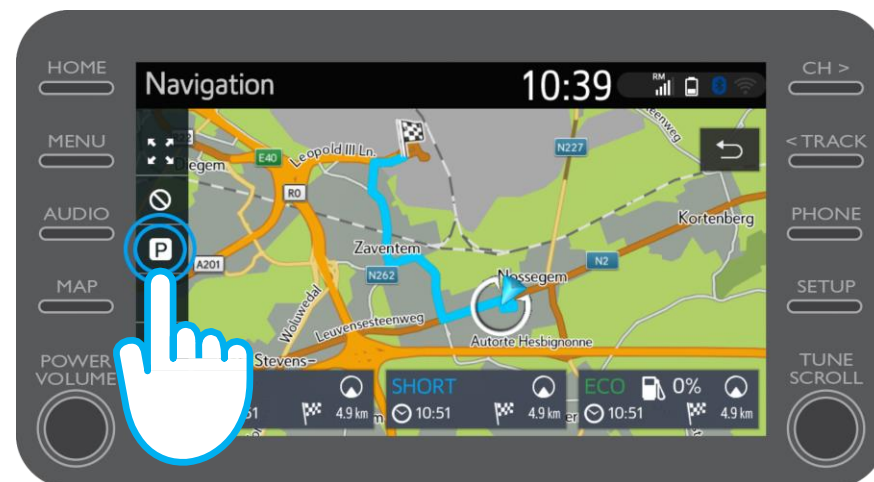 HOME
MENU
AUDIO
MAP
POWER
VOLUME
Navigation
10:39
RM
Leopold III Ln.
E40
N227
R0
Kortenberg
P
Zaventem
A201
N262
N2
Nossegem
Woluwedal
Leuvensesteenweg
Autorte Hesbignonne
Stevens-
4.9 km
SHORT
10:51
4.9 km
ECO
0%
10:51
4.9 km
CH >
< TRACK
PHONE
SETUP
TUNE
SCROLL